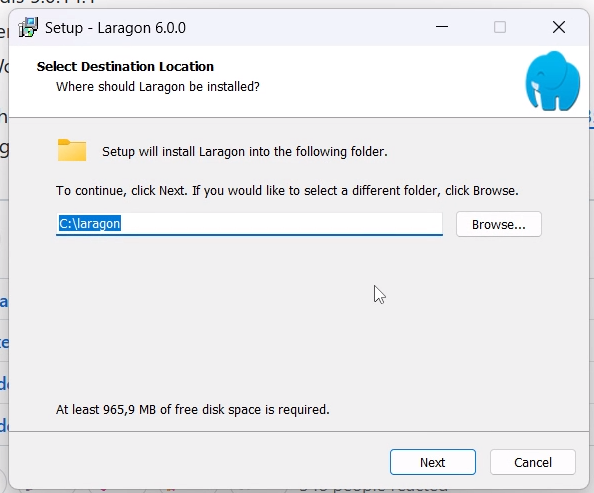 Setup - Laragon 6.0.0
Select Destination Location
Where should Laragon be installed?
Setup will install Laragon into the following folder.
To continue, click Next. If you would like to select a different folder, click Browse.
C:\laragon
Browse...
At least 965,9 MB of free disk space is required.
Next
Cancel